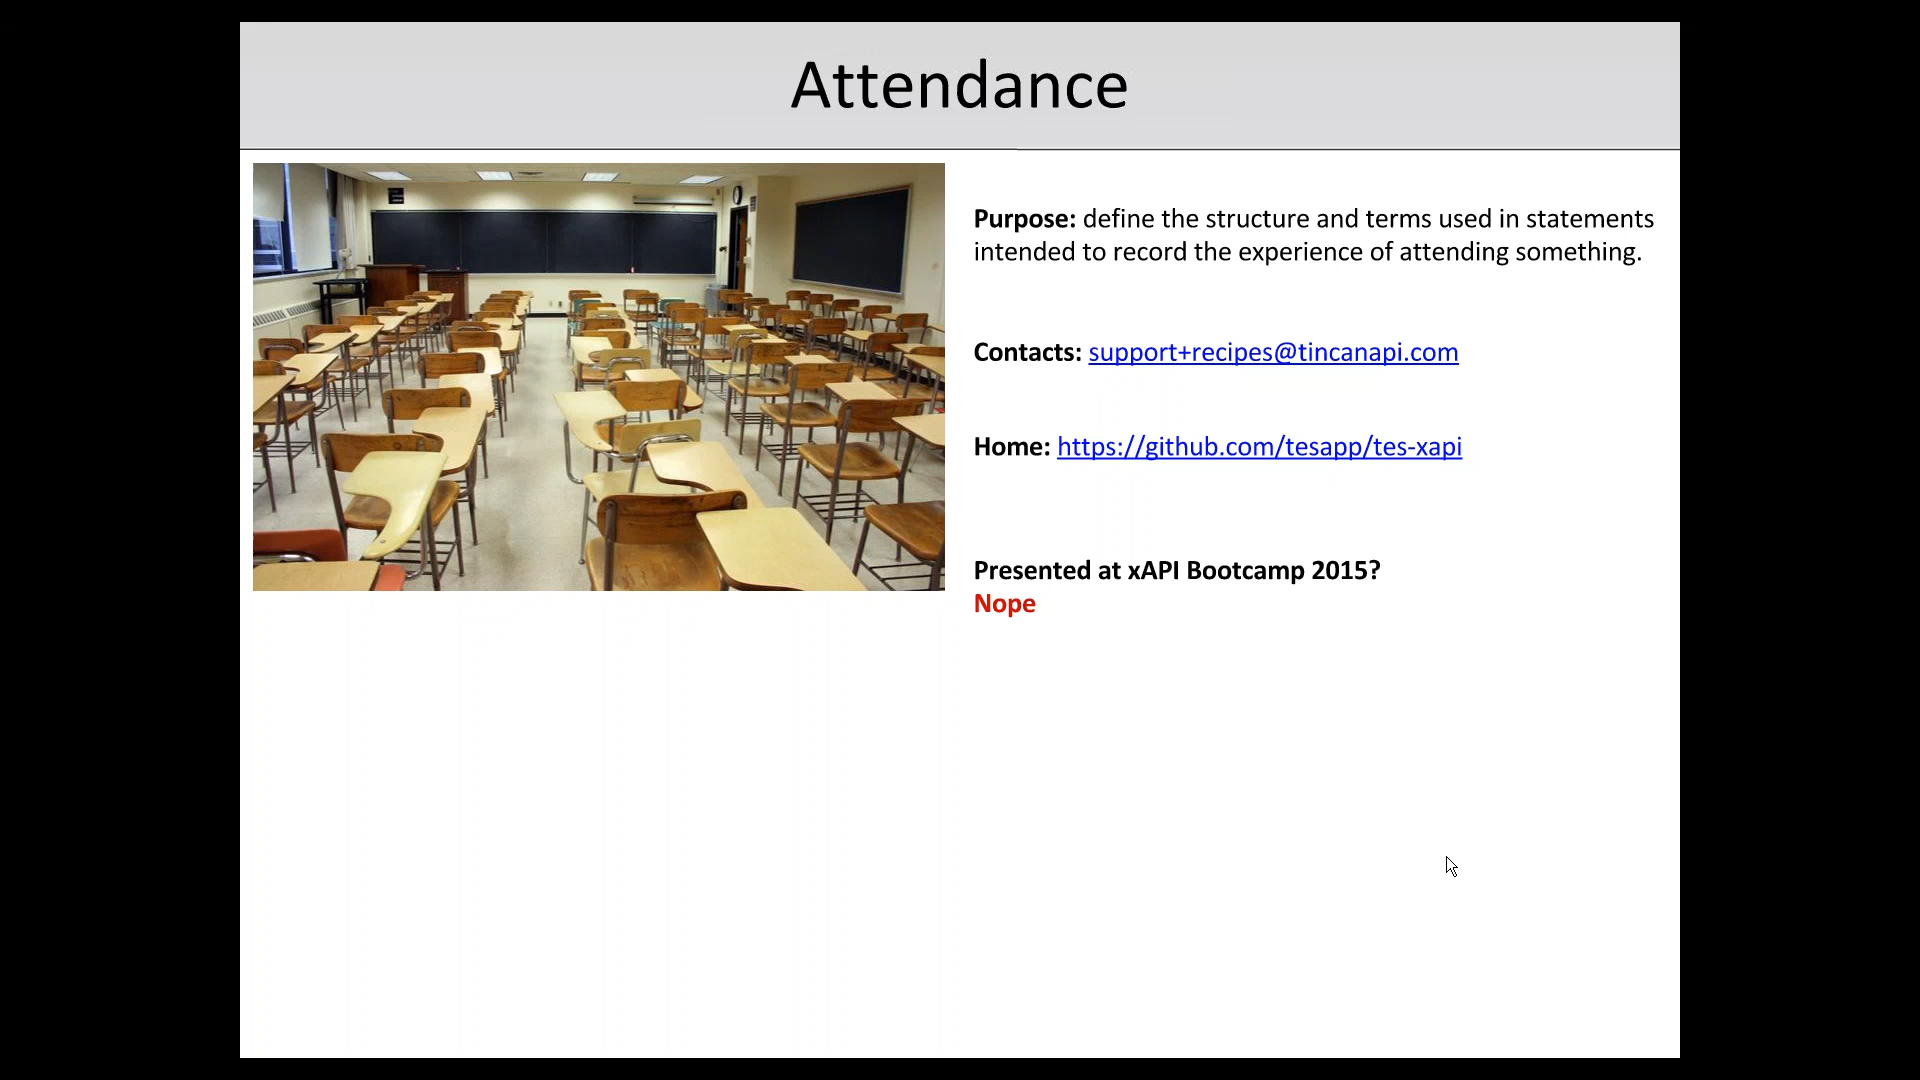 Attendance
Purpose: define the structure and terms used in statements
intended to record the experience of attending something.
Contacts: support+recipes@tincanapi.com
Home: https://github.com/tesapp/tes-xapi
Presented at xAPI Bootcamp 2015?
Nope